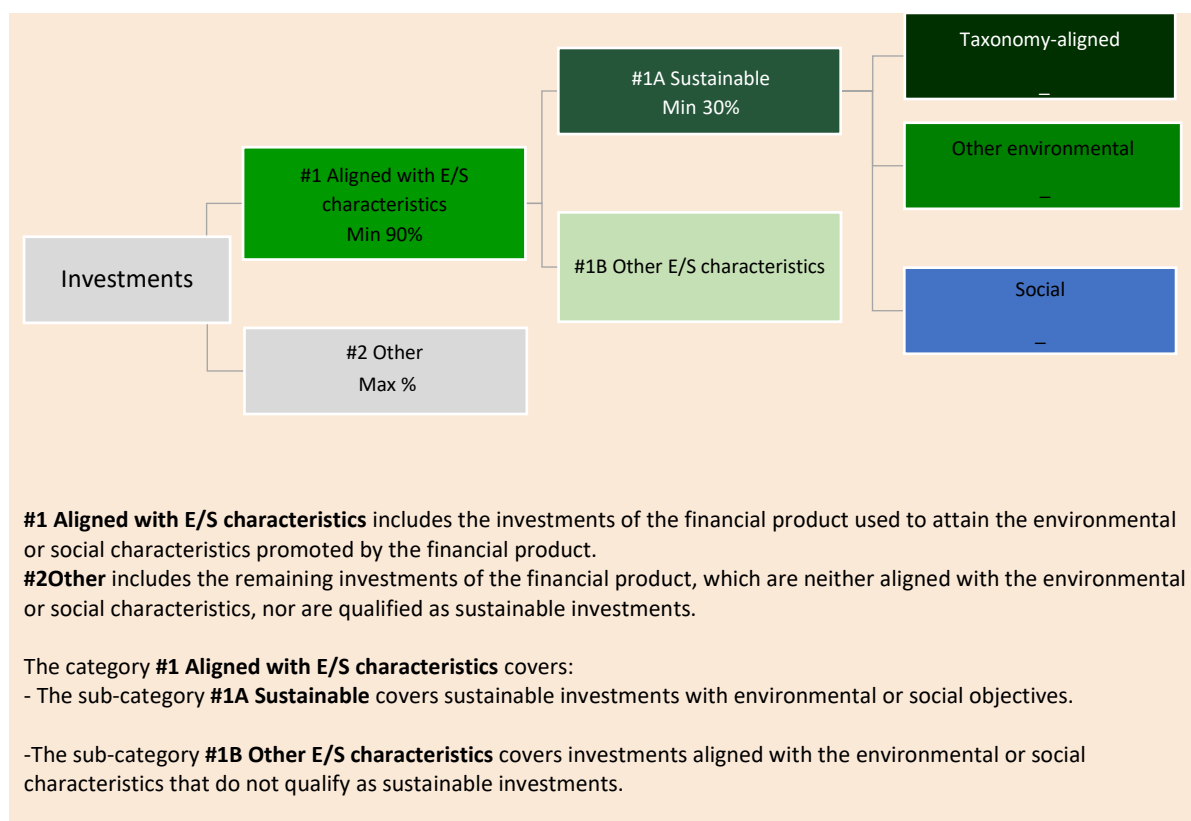 Taxonomy-aligned
_
#1A Sustainable
Min 30%
Other environmental
_
#1 Aligned with E/S
characteristics
Min 90%
#1B Other E/S characteristics
Investments
Social
_
#2 Other
Max %
#1 Aligned with E/S characteristics includes the investments of the financial product used to attain the environmental
or social characteristics promoted by the financial product.
#2Other includes the remaining investments of the financial product, which are neither aligned with the environmental
or social characteristics, nor are qualified as sustainable investments.
The category #1 Aligned with E/S characteristics covers:
- The sub-category #1A Sustainable covers sustainable investments with environmental or social objectives.
-The sub-category #1B Other E/S characteristics covers investments aligned with the environmental or social
characteristics that do not qualify as sustainable investments.